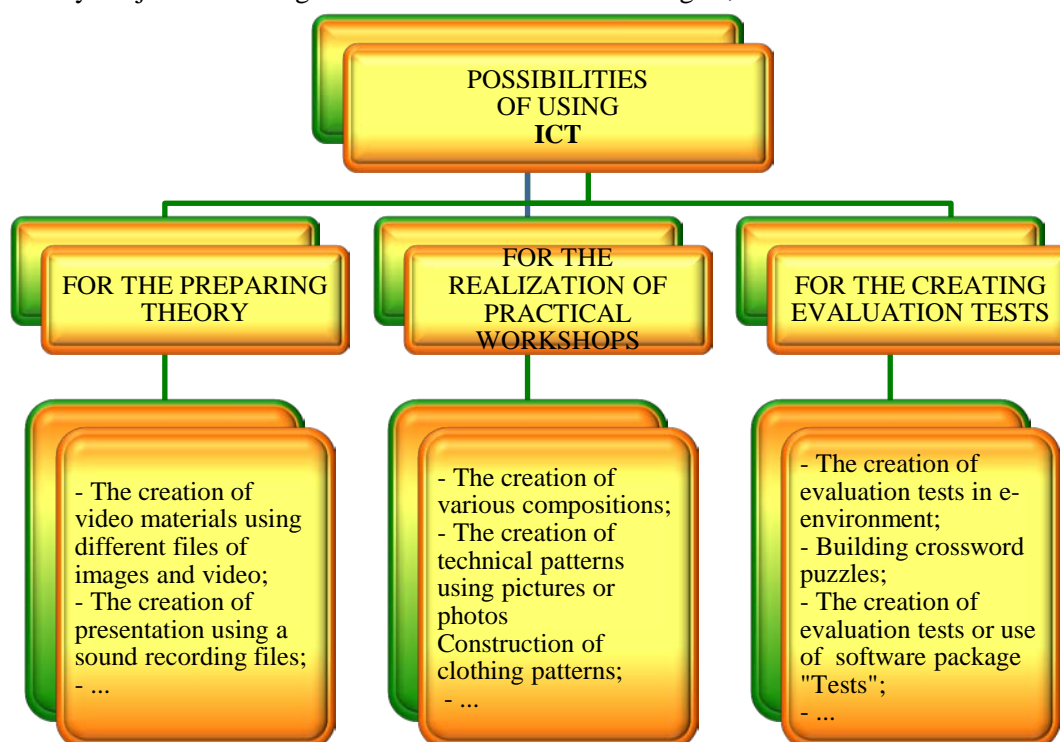 POSSIBILITIES
OF USING
ICT
FOR THE PREPARING
THEORY
FOR THE
REALIZATION OF
PRACTICAL
WORKSHOPS
FOR THE CREATING
EVALUATION TESTS
- The creation of
video materials using
different files of
images and video;
- The creation of
presentation using a
sound recording files;
- ...
- The creation of
various compositions;
- The creation of
technical patterns
using pictures or
photos
Construction of
clothing patterns;
- ...
- The creation of
evaluation tests in e-
environment;
- Building crossword
puzzles;
- The creation of
evaluation tests or use
of software package
"Tests";
- ...